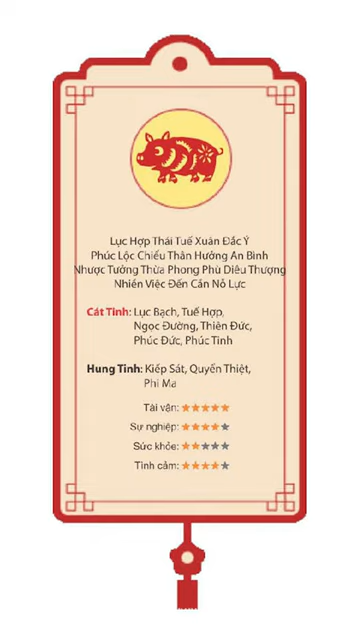 Lục Hợp Thái Tuế Xuân Đắc Ý
Phúc Lộc Chiếu Thân Hưởng An Bình
Nhược Tưởng Thừa Phong Phù Diêu Thượng
Nhiên Việc Đến Cần Nỗ Lực
Cát Tinh: Lục Bạch, Tuế Hợp,
Ngọc Đường, Thiên Đức,
Phúc Đức, Phúc Tinh
Hung Tinh: Kiếp Sát, Quyển Thiệt,
Phi Ma
Tài vận: ★★★★★
Sự nghiệp: ★★★★★
Sức khỏe: ★★★★★
Tình cảm: ★★★★★